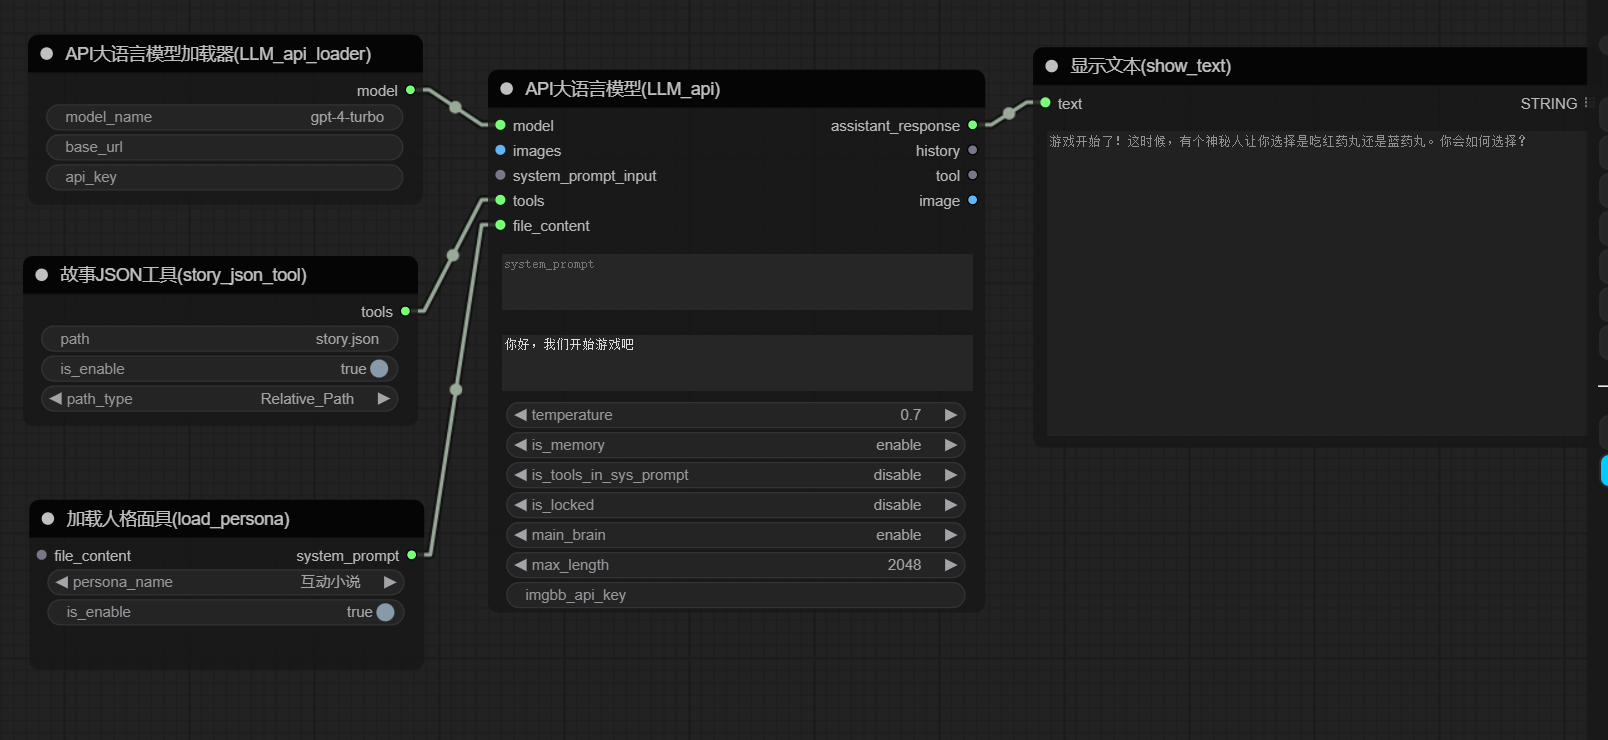 API大语言模型加载器(LLM_api_loader)
model
model_name gpt-4-turbo
base_url
api_key
故事JSON工具(story_json_tool)
tools
path story.json
is_enable true
path_type Relative_Path
加载人格面具(load_persona)
file_content system_prompt
persona_name 互动小说
is_enable true
API大语言模型(LLM_api)
model assistant_response
images history
system_prompt_input tool
tools image
file_content
system_prompt
你好，我们开始游戏吧
temperature 0.7
is_memory enable
is_tools_in_sys_prompt disable
is_locked disable
main_brain enable
max_length 2048
imgbb_api_key
显示文本(show_text)
text STRING
游戏开始了！这时候，有个神秘人让你选择是吃红药丸还是蓝药丸。你会如何选择？